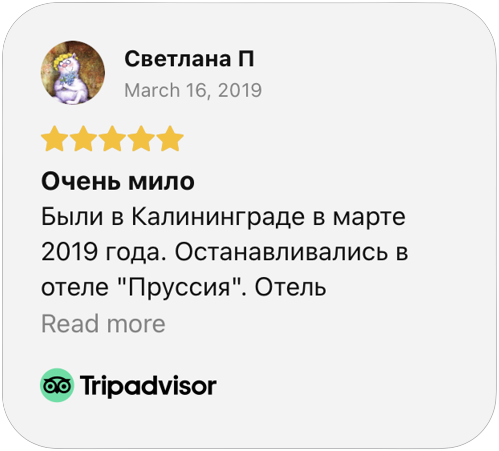 Светлана П
March 16, 2019
Очень мило
Были в Калининграде в марте
2019 года. Останавливались в
отеле "Пруссия". Отель
Read more
Tripadvisor